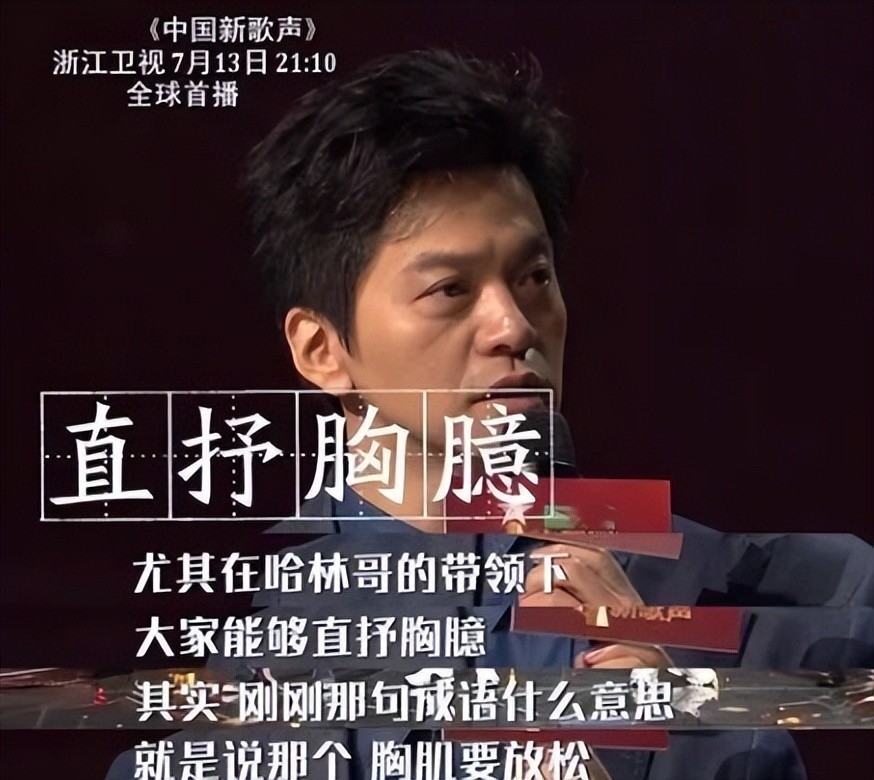 《中国新歌声》
浙江卫视 7月13日 21:10
全球首播
直抒胸臆
尤其在哈林哥的带领下
大家能够直抒胸臆
新歌声
其实 刚刚那句成语什么意思
就是说那个 胸肌要放松